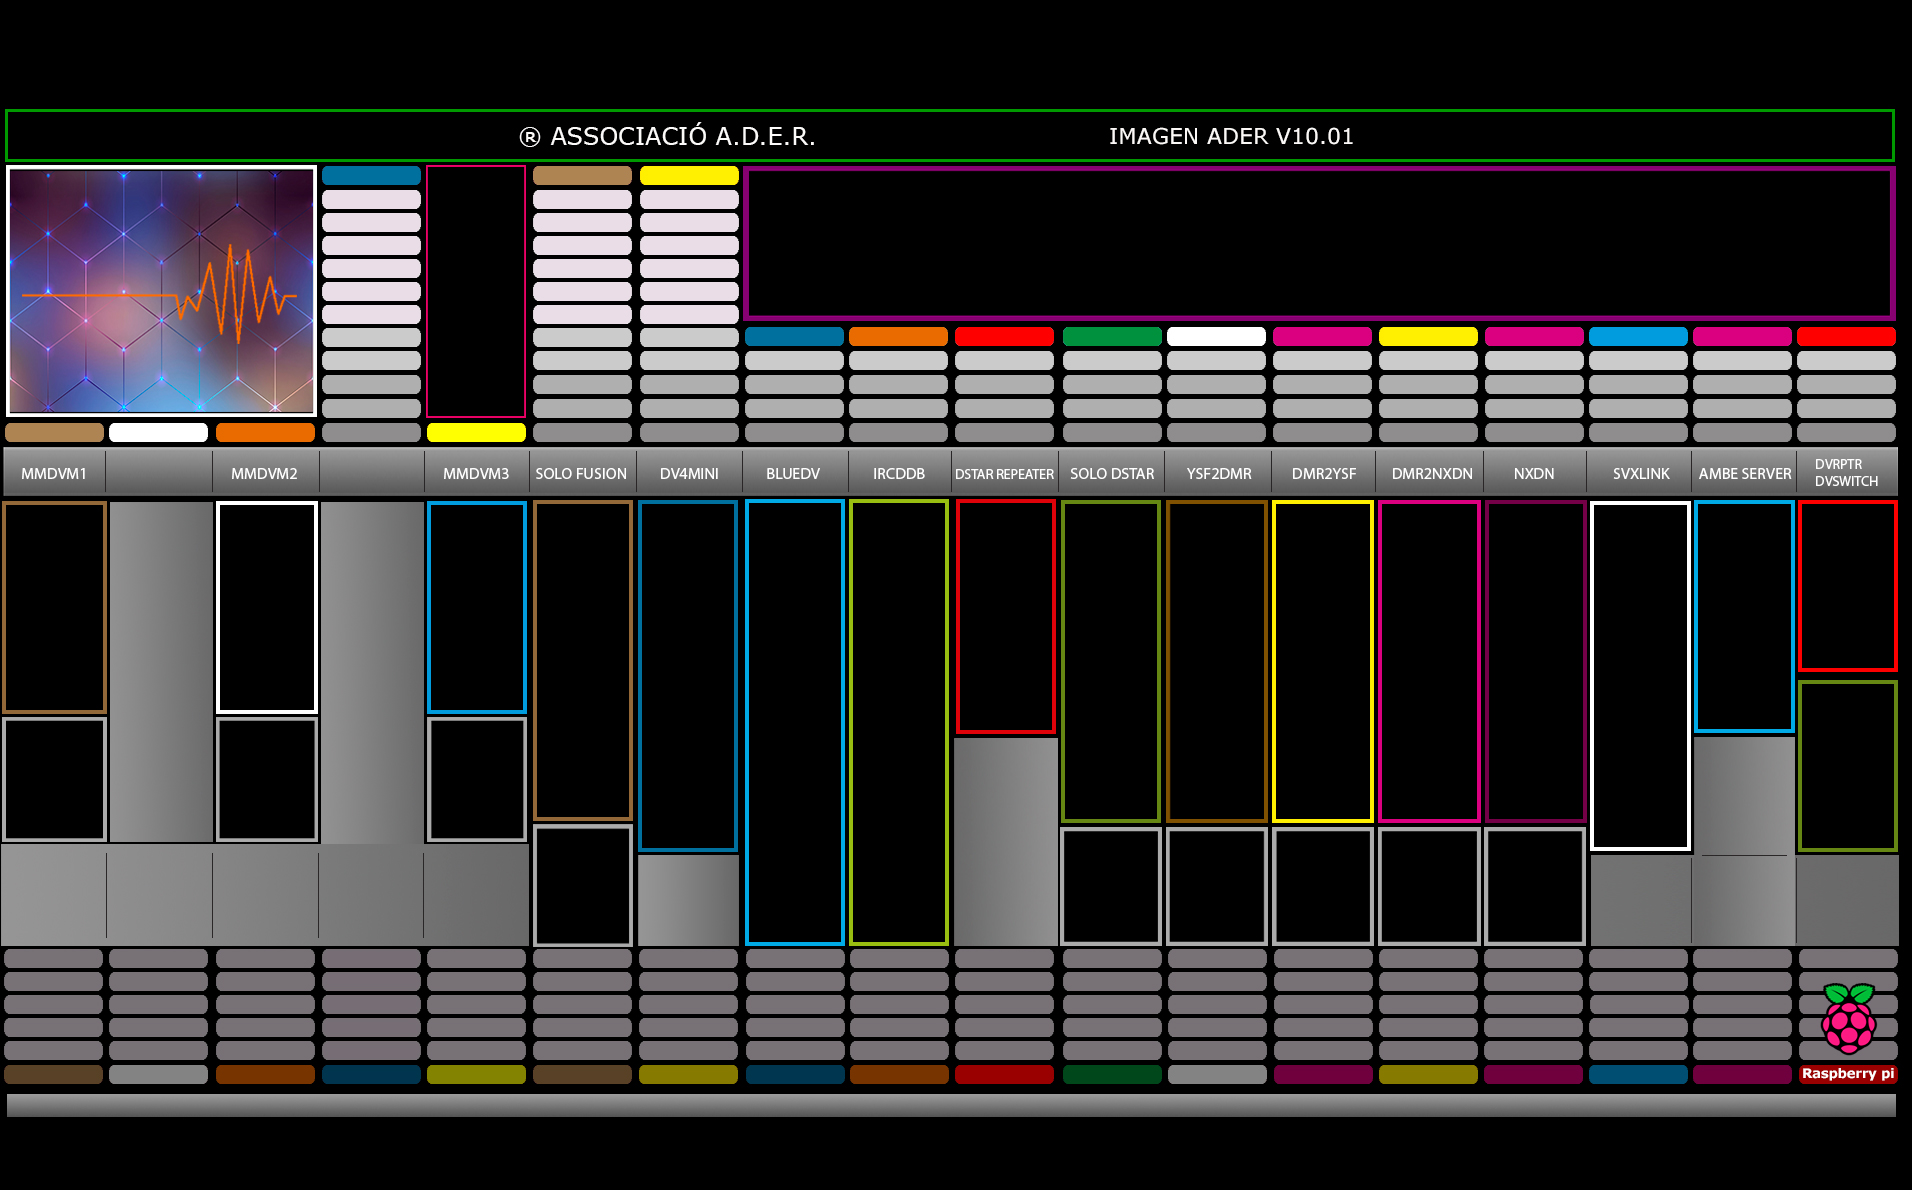 ® ASSOCIACIÓ A.D.E.R.
IMAGEN ADER V10.01
MMDVM1
MMDVM2
MMDVM3
SOLO FUSION
DV4MINI
BLUEDV
IRCDDB
DSTAR REPEATER
SOLO DSTAR
YSF2DMR
DMR2YSF
DMR2NXDN
NXDN
SVXLINK
AMBE SERVER
DVRPTR
DVSWITCH
Raspberry pi